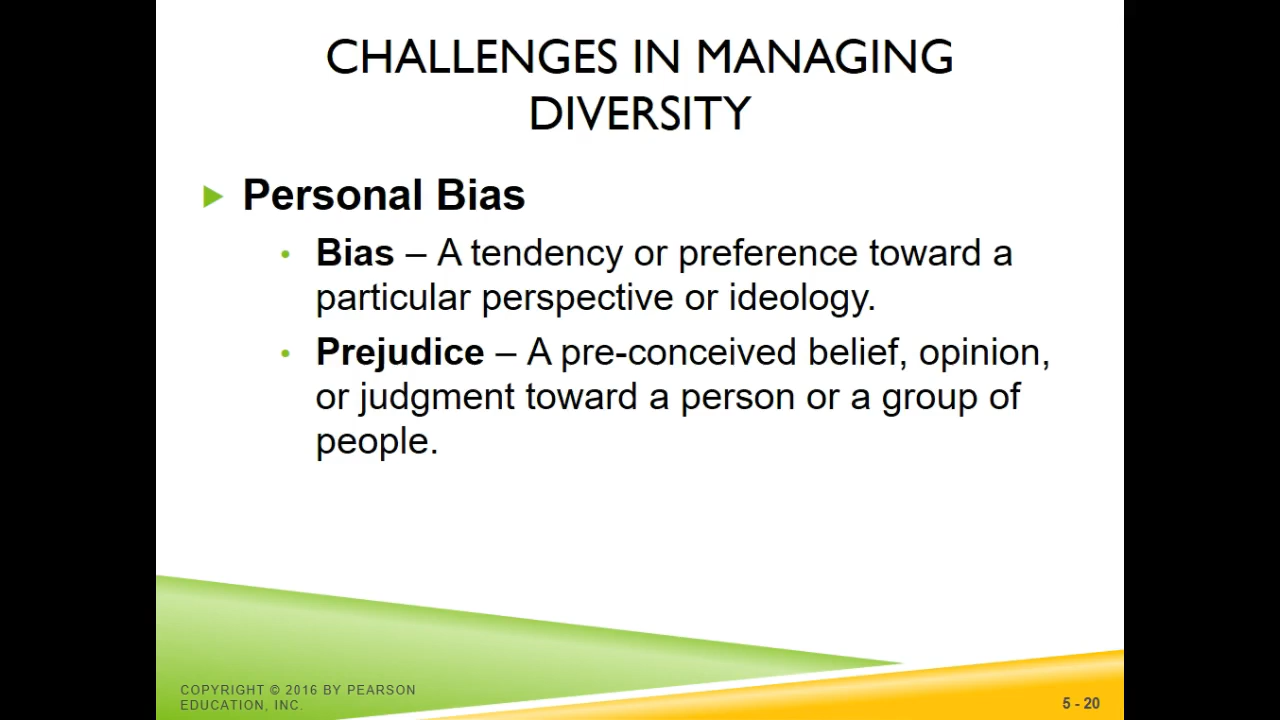 CHALLENGES IN MANAGING
DIVERSITY
Personal Bias
Bias – A tendency or preference toward a
particular perspective or ideology.
Prejudice – A pre-conceived belief, opinion,
or judgment toward a person or a group of
people.
COPYRIGHT © 2016 BY PEARSON
EDUCATION, INC.
5 - 20